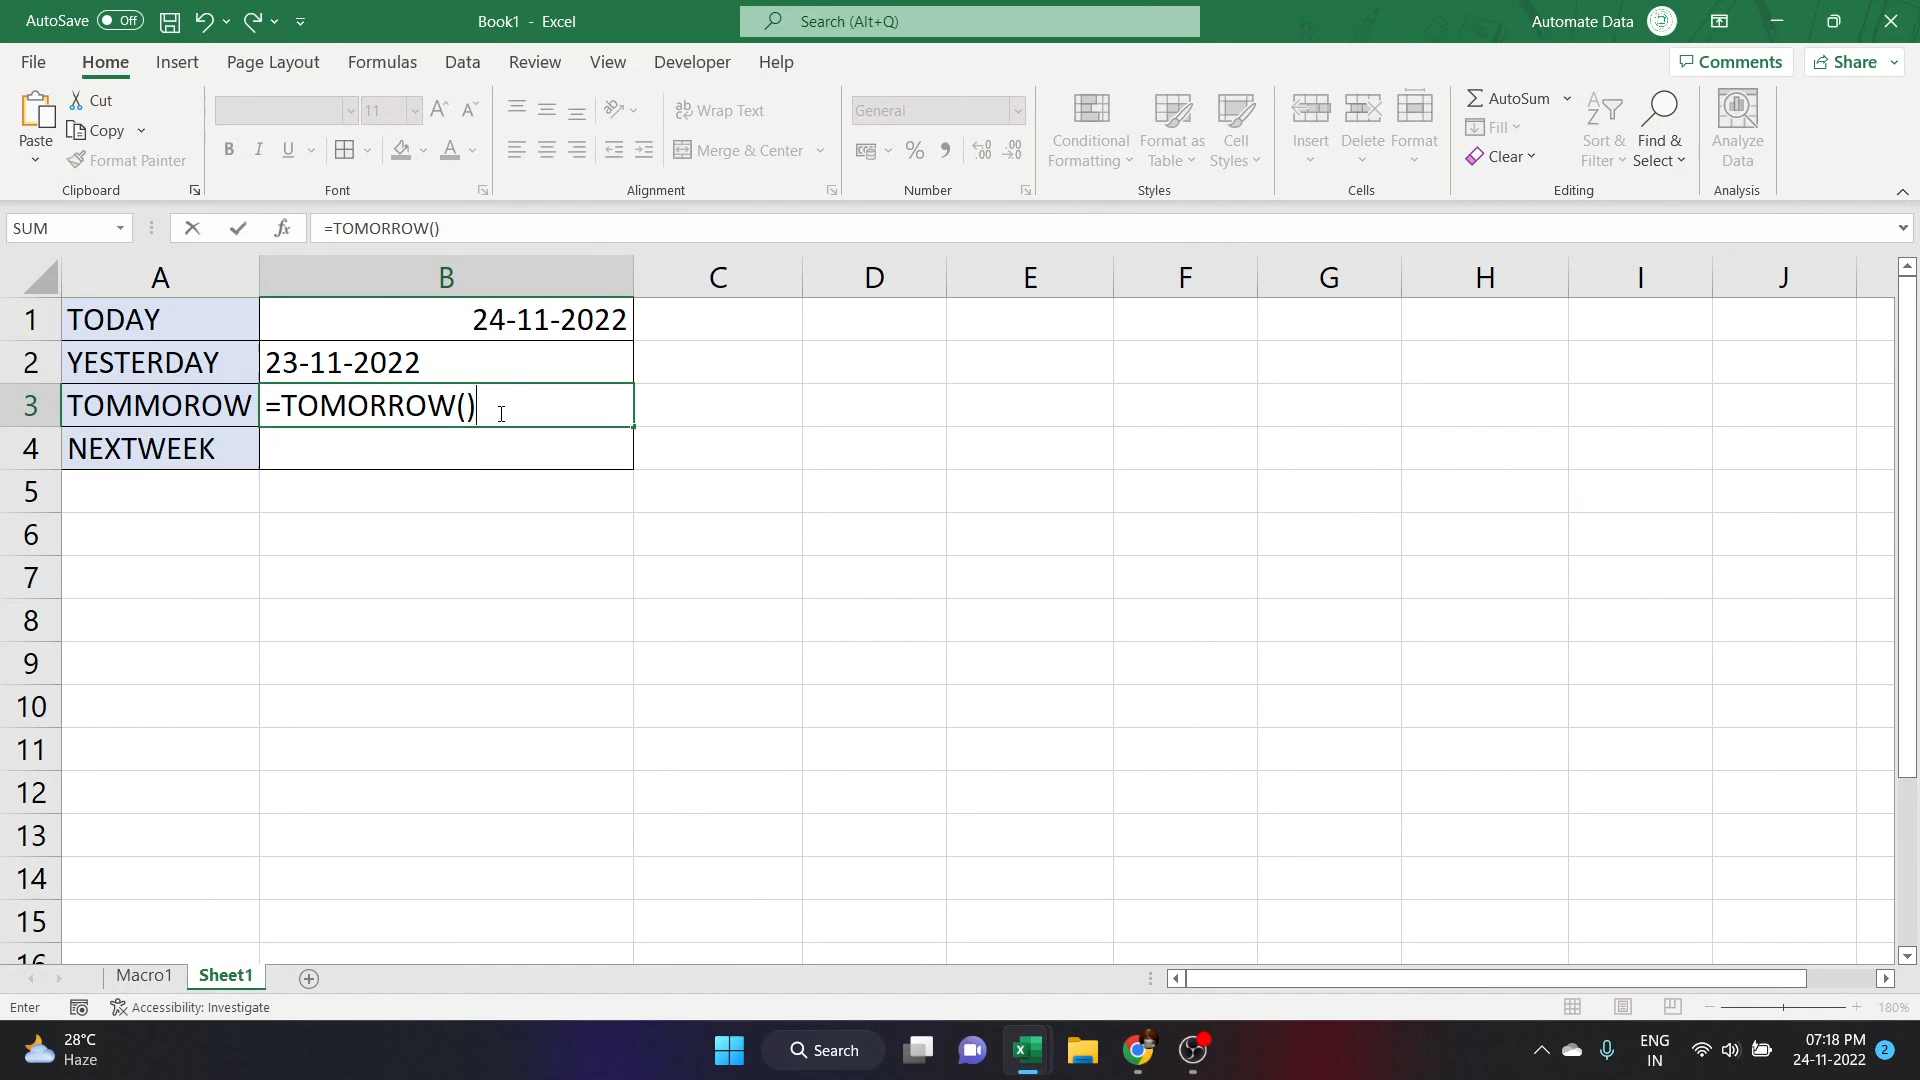 AutoSave Off
Book1 - Excel
Search (Alt+Q)
Automate Data
File Home Insert Page Layout Formulas Data Review View Developer Help
Comments Share
Paste
Cut
Copy
Format Painter
Clipboard
11
B I U
Font
Wrap Text
Merge & Center
Alignment
General
% 9
Number
Conditional Formatting
Format as Table
Cell Styles
Styles
Insert Delete Format
Cells
AutoSum
Fill
Clear
Sort & Filter
Find & Select
Editing
Analyze Data
Analysis
SUM fx =TOMORROW()
A B C D E F G H I J
1 TODAY 24-11-2022
2 YESTERDAY 23-11-2022
3 TOMMOROW =TOMORROW()
4 NEXTWEEK
5
6
7
8
9
10
11
12
13
14
15
16
Macro1 Sheet1
Enter Accessibility: Investigate 180%
28°C
Haze
Search
ENG
IN
07:18 PM
24-11-2022
2